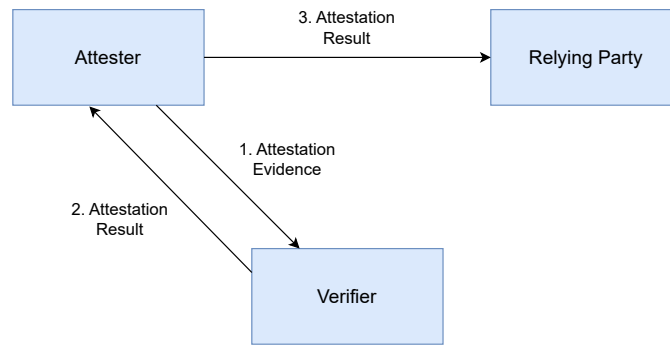 3. Attestation
Result
Attester
Relying Party
1. Attestation
Evidence
2. Attestation
Result
Verifier